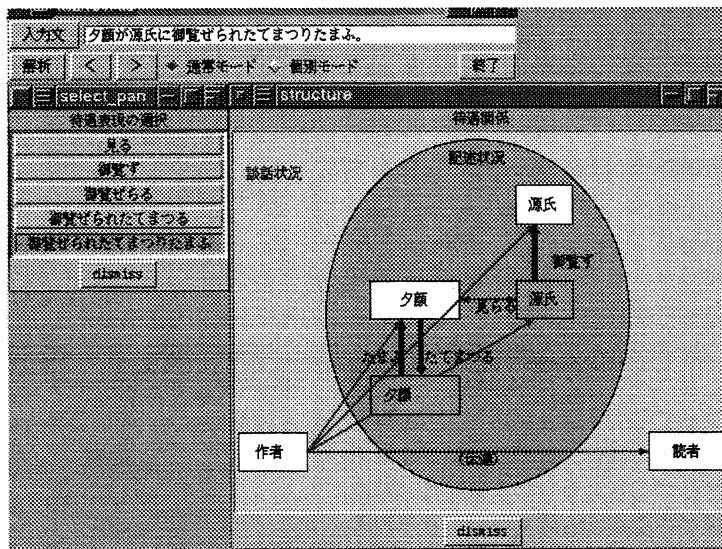 入力文 夕顔が源氏に御覧ぜられたてまつりたまふ。
解析 < > 通常モード 個別モード 終了
select_pan
structure
待遇表現の選択
見る
御覧ず
御覧ぜらる
御覧ぜられたてまつる
御覧ぜられたてまつりたまふ
dismiss
待遇関係
談話状況
記述状況
源氏
御覧ず
夕顔
見らる
源氏
たまふ
たてまつる
夕顔
作者
(伝達)
読者
dismiss